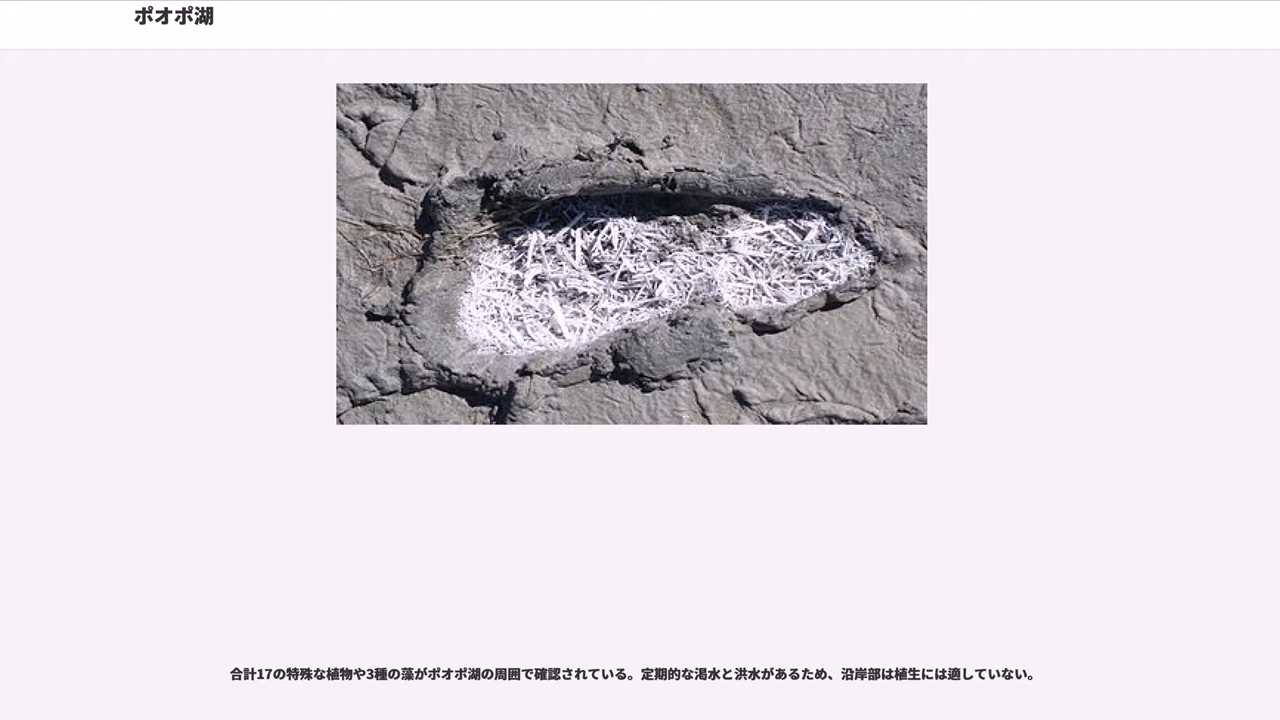 ポオポ湖
合計17の特殊な植物や3種の藻がポオポ湖の周囲で確認されている。定期的な渇水と洪水があるため、沿岸部は植生には適していない。